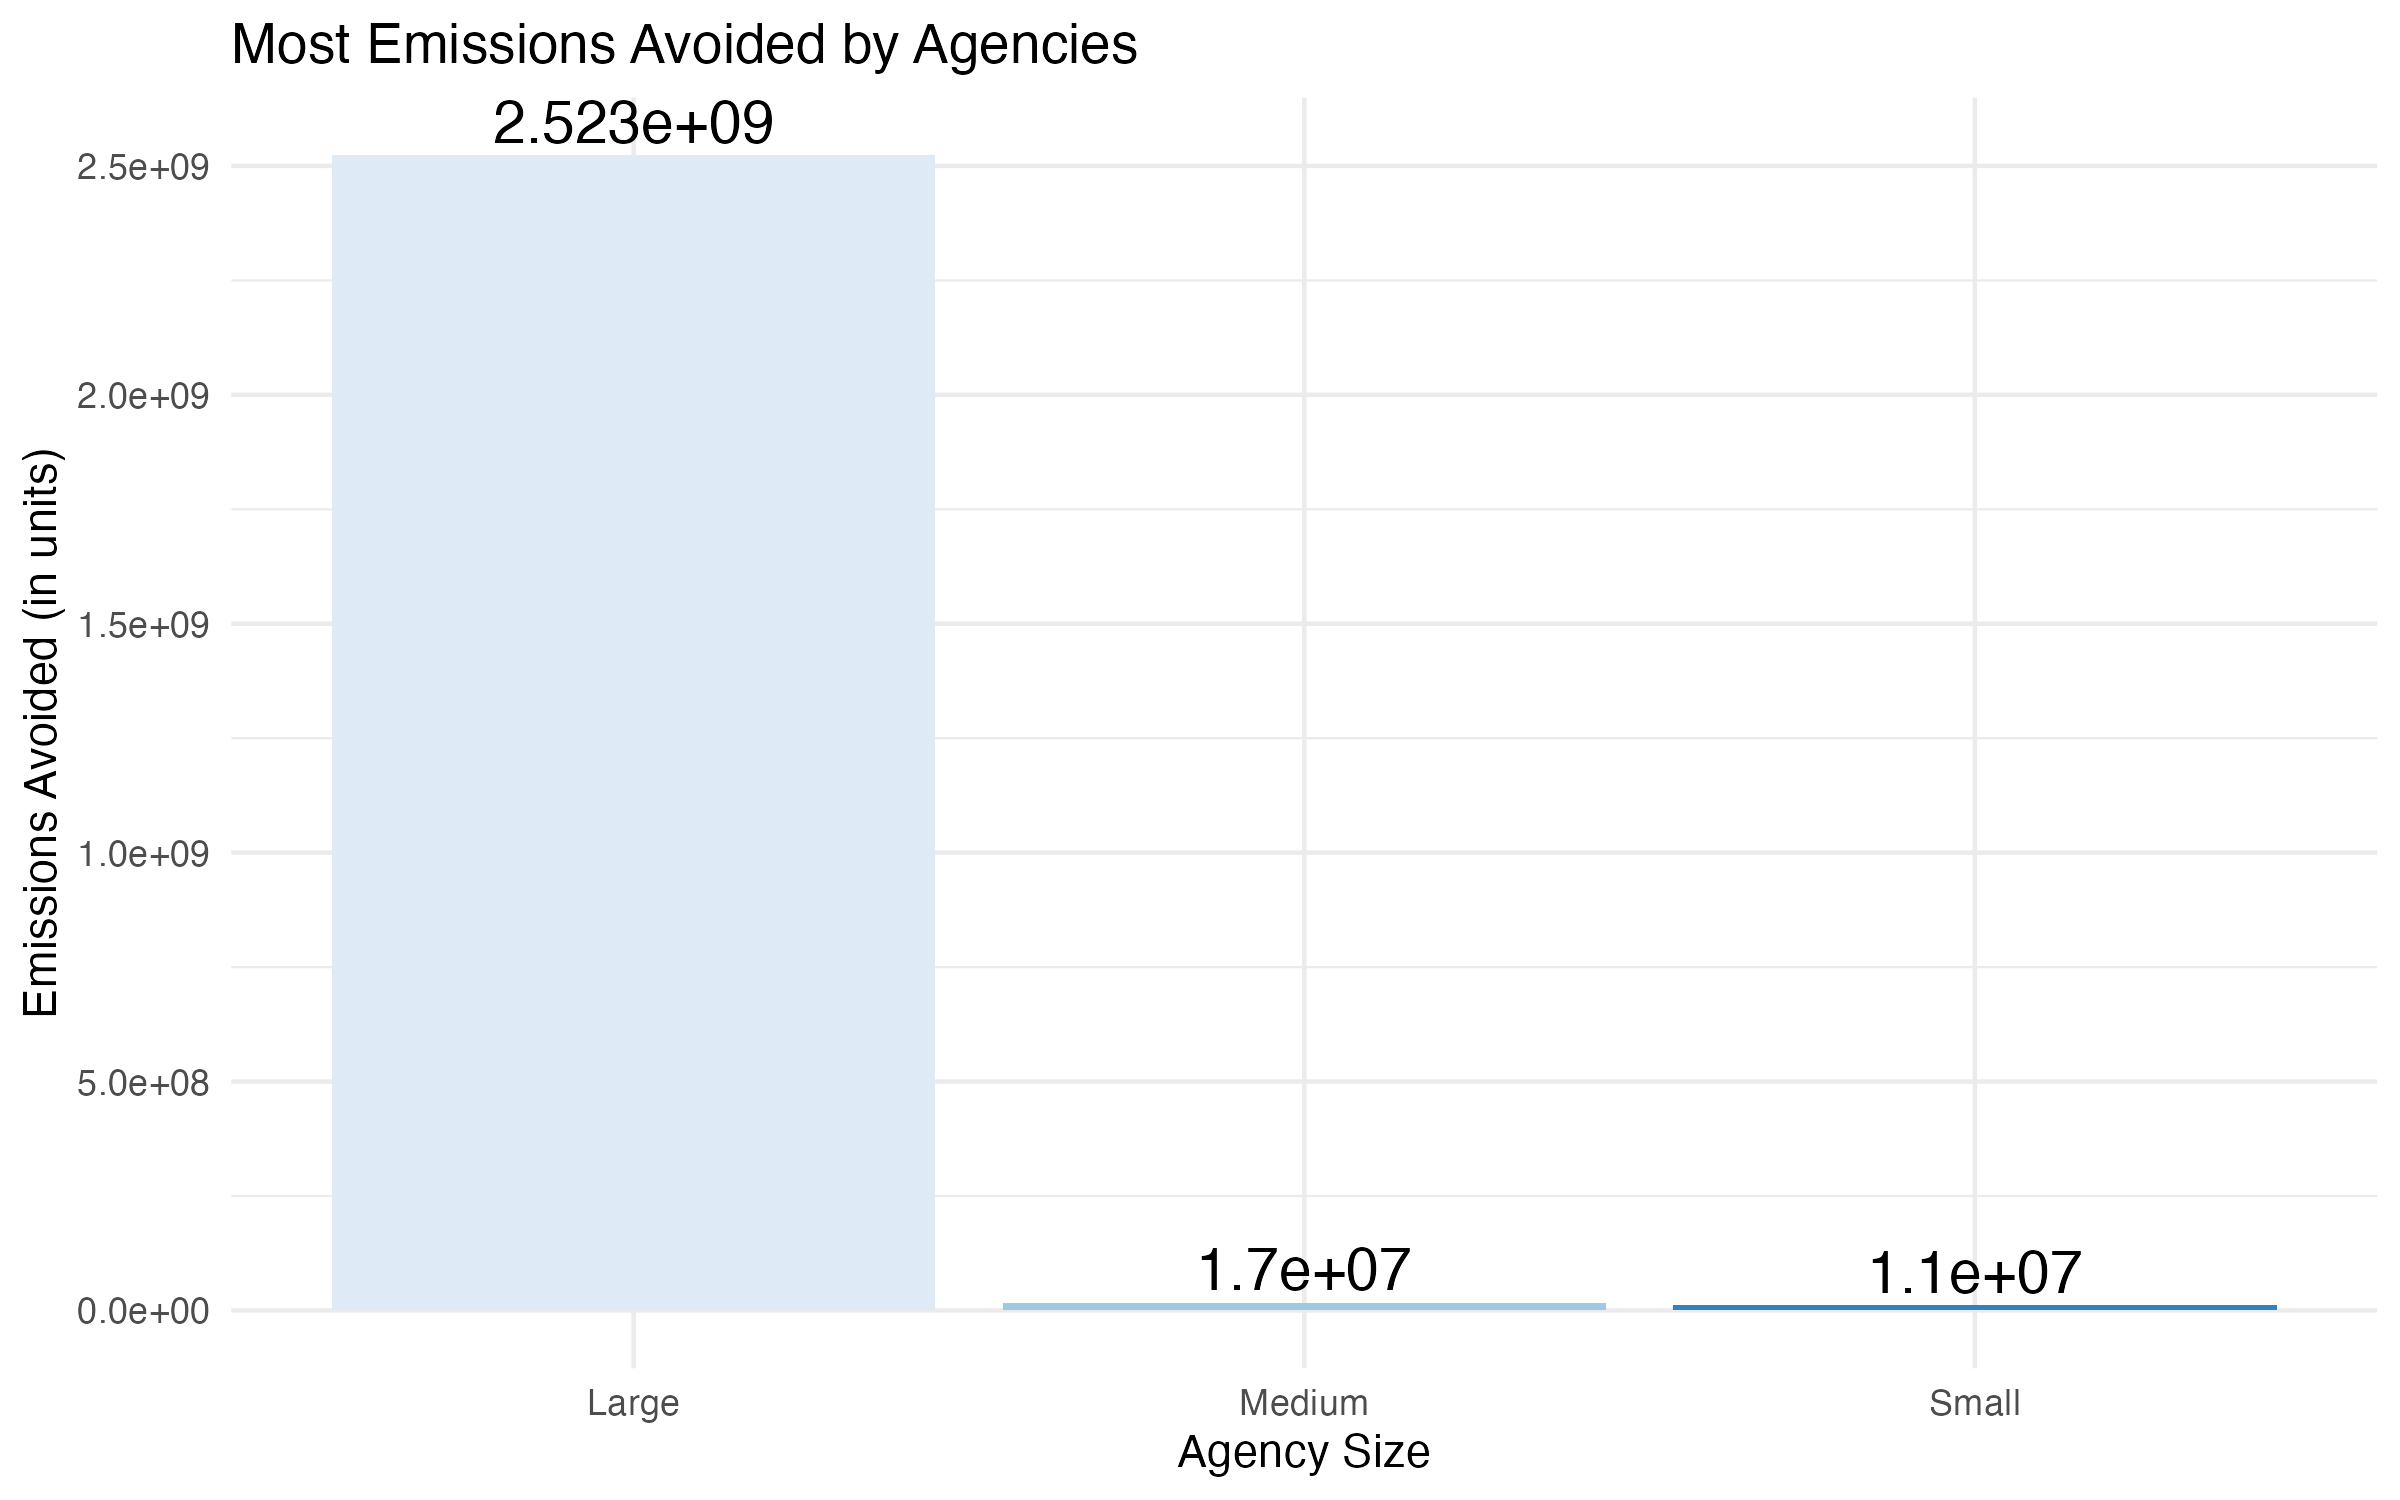 Most Emissions Avoided by Agencies
2.523e+09
2.5e+09
2.0e+09
1.5e+09
1.0e+09
5.0e+08
0.0e+00
Emissions Avoided (in units)
1.7e+07
1.1e+07
Large
Medium
Small
Agency Size